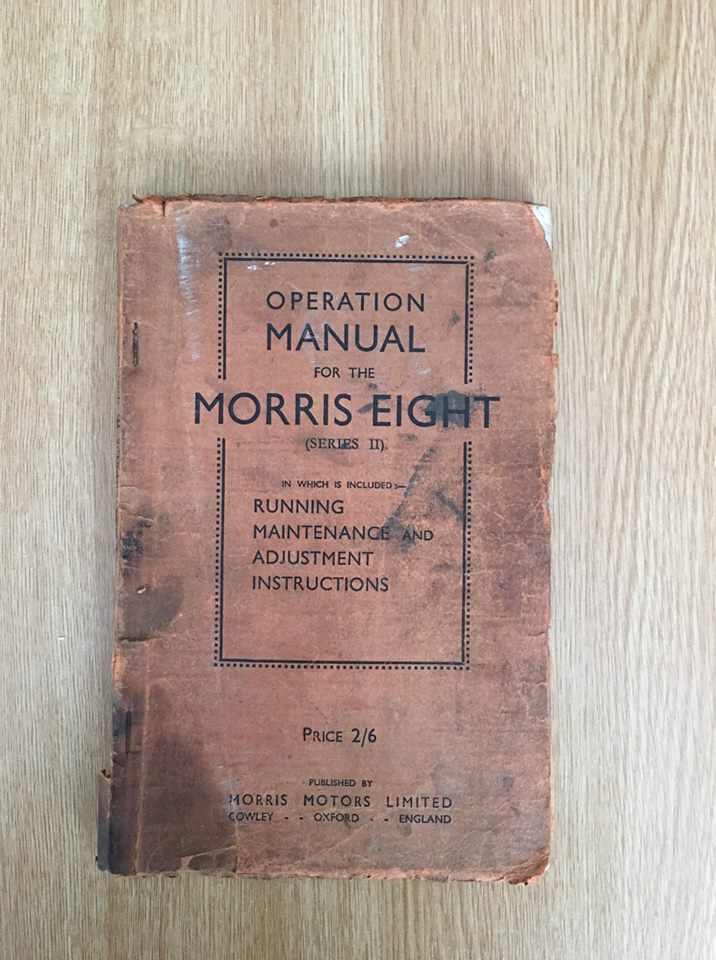 OPERATION
MANUAL
FOR THE
MORRIS EIGHT
(SERIES II)
IN WHICH IS INCLUDED:—
RUNNING
MAINTENANCE AND
ADJUSTMENT
INSTRUCTIONS
PRICE 2/6
PUBLISHED BY
MORRIS MOTORS LIMITED
COWLEY - - OXFORD - - ENGLAND